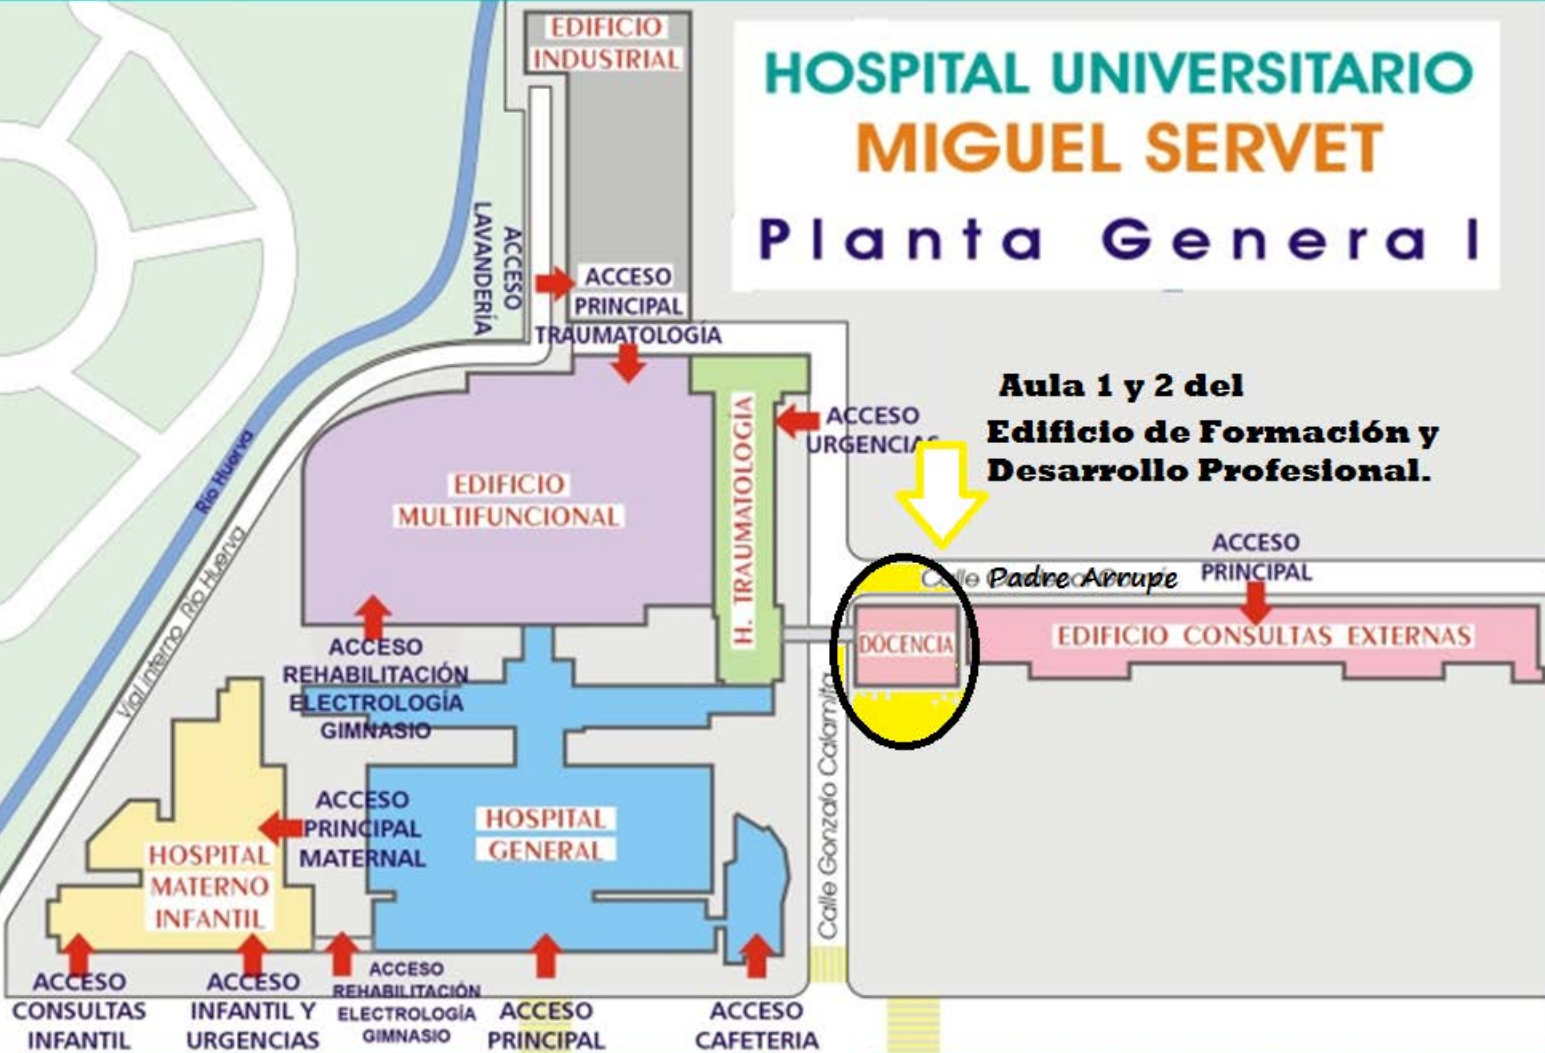 EDIFICIO
INDUSTRIAL
HOSPITAL UNIVERSITARIO
MIGUEL SERVET
Planta General
ACCESO
LAVANDERÍA
ACCESO
PRINCIPAL
TRAUMATOLOGÍA
Aula 1 y 2 del
Edificio de Formación y
Desarrollo Profesional.
ACCESO
URGENCIAS
H. TRAUMATOLOGÍA
EDIFICIO
MULTIFUNCIONAL
Río Huerva
Vial interno Río Huerva
ACCESO
PRINCIPAL
Calle
Padre Arrupe
DOCENCIA
EDIFICIO CONSULTAS EXTERNAS
ACCESO
REHABILITACIÓN
ELECTROLOGÍA
GIMNASIO
Calle Gonzalo Calamita
ACCESO
PRINCIPAL
MATERNAL
HOSPITAL
GENERAL
HOSPITAL
MATERNO
INFANTIL
ACCESO
CONSULTAS
INFANTIL
ACCESO
INFANTIL Y
URGENCIAS
ACCESO
REHABILITACIÓN
ELECTROLOGÍA
GIMNASIO
ACCESO
PRINCIPAL
ACCESO
CAFETERIA